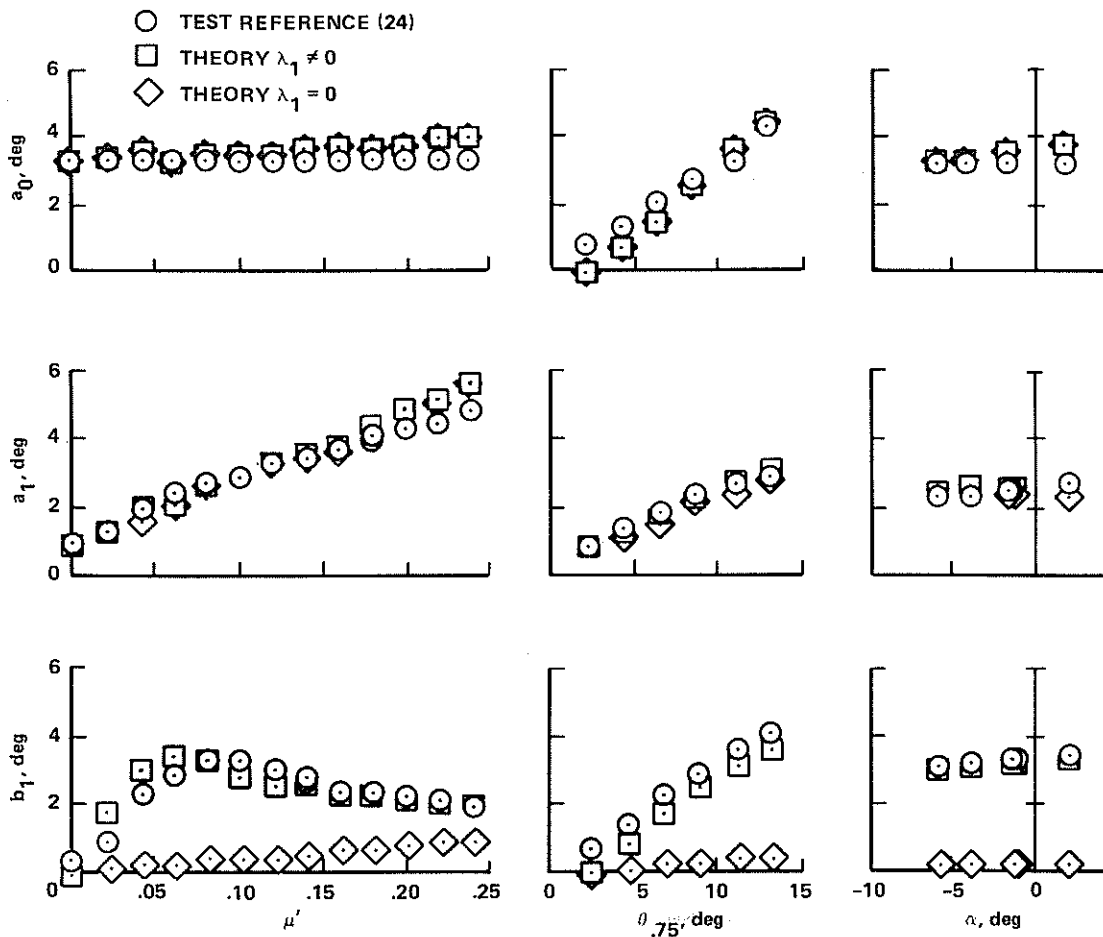 TEST REFERENCE (24)
THEORY λ1 ≠ 0
THEORY λ1 = 0
6
4
2
0
a0, deg
6
4
2
0
a1, deg
6
4
2
0
b1, deg
.05 .10 .15 .20 .25
μ'
0 5 10 15
θ.75, deg
-10 -5 0
α, deg